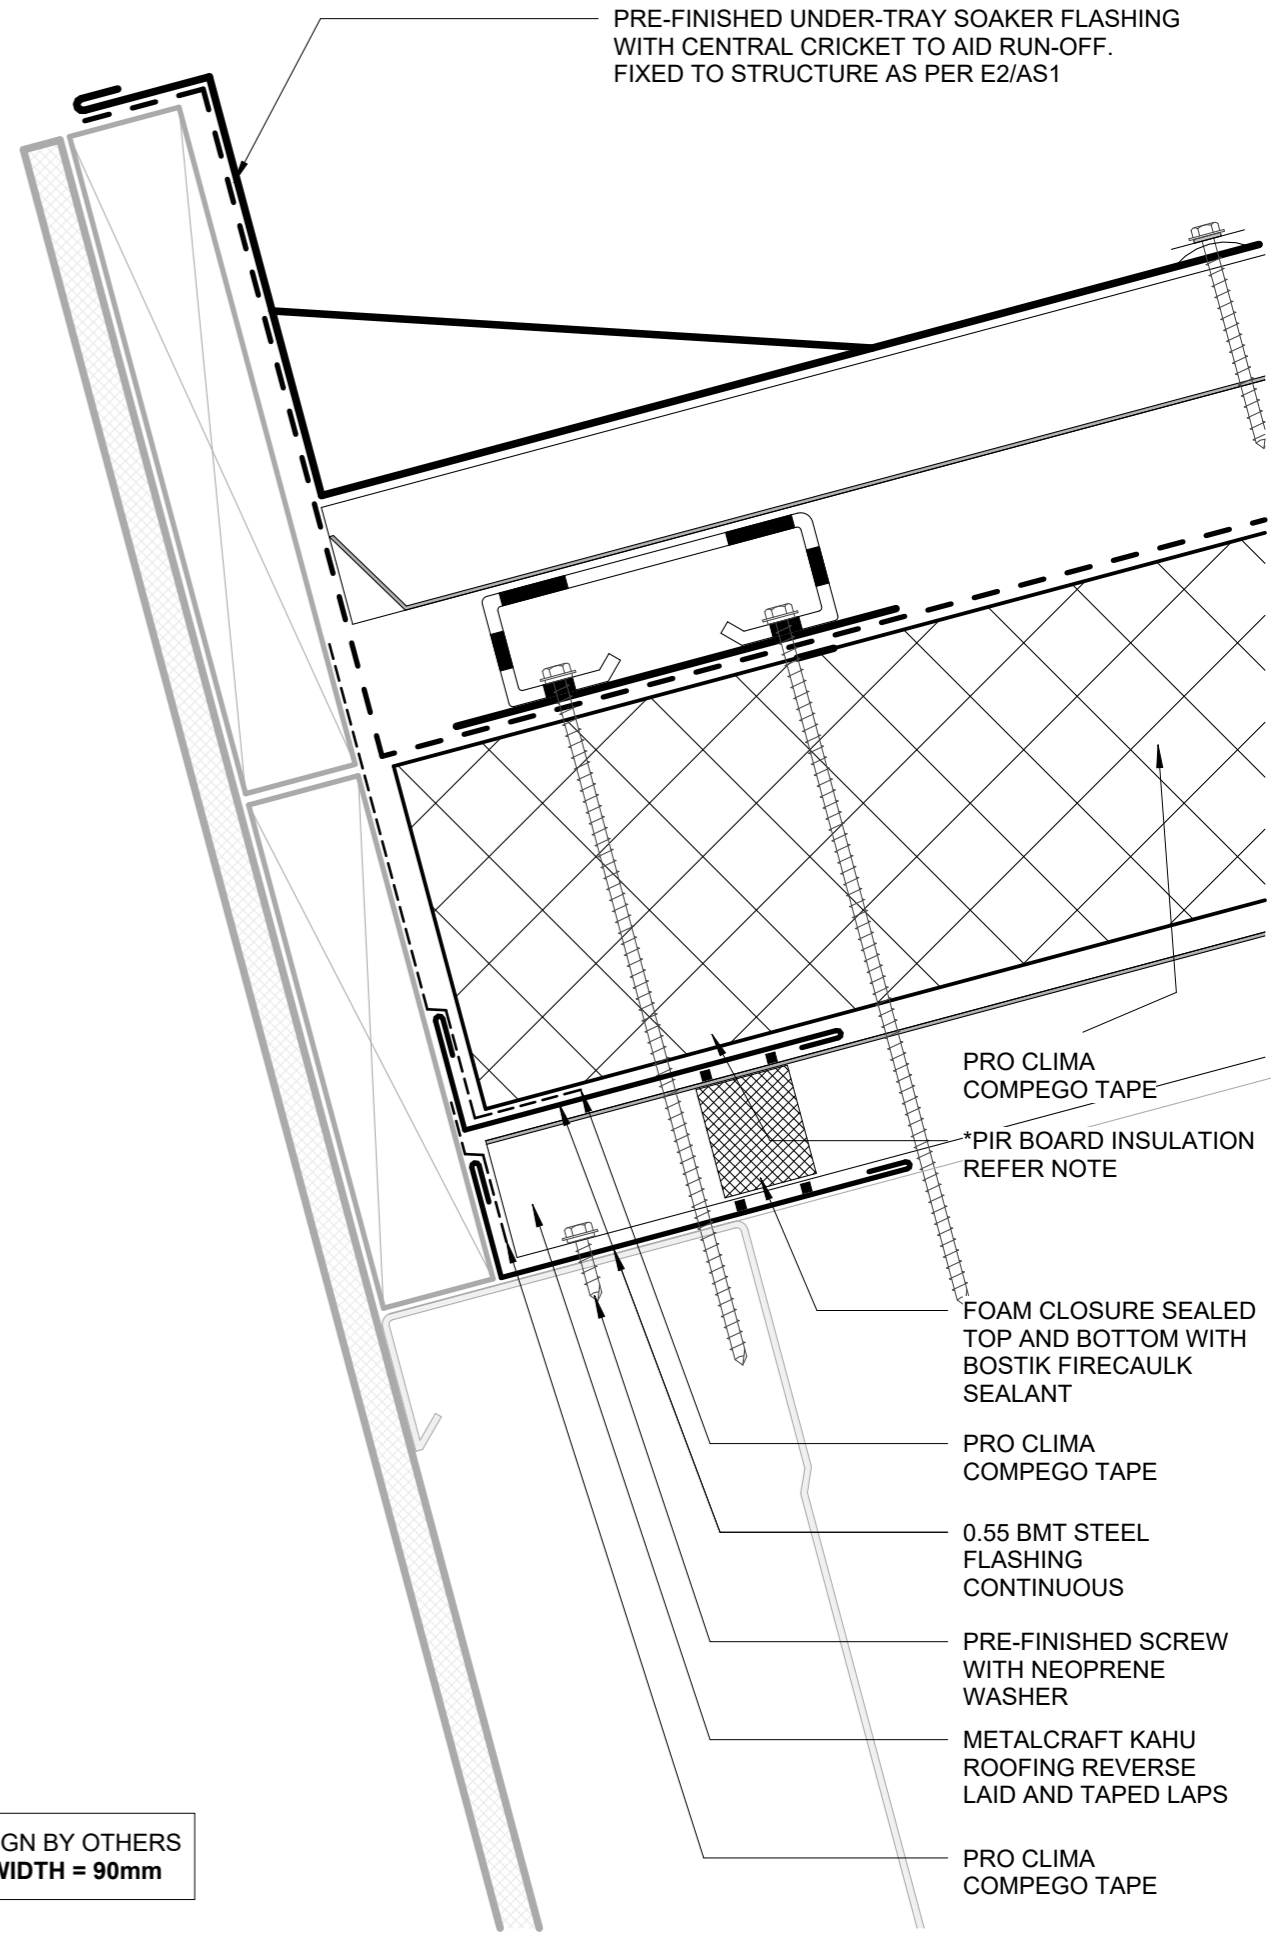 PRE-FINISHED UNDER-TRAY SOAKER FLASHING
WITH CENTRAL CRICKET TO AID RUN-OFF.
FIXED TO STRUCTURE AS PER E2/AS1
PRO CLIMA
COMPEGO TAPE
*PIR BOARD INSULATION
REFER NOTE
FOAM CLOSURE SEALED
TOP AND BOTTOM WITH
BOSTIK FIRECAULK
SEALANT
PRO CLIMA
COMPEGO TAPE
0.55 BMT STEEL
FLASHING
CONTINUOUS
PRE-FINISHED SCREW
WITH NEOPRENE
WASHER
METALCRAFT KAHU
ROOFING REVERSE
LAID AND TAPED LAPS
PRO CLIMA
COMPEGO TAPE
GN BY OTHERS
WIDTH = 90mm